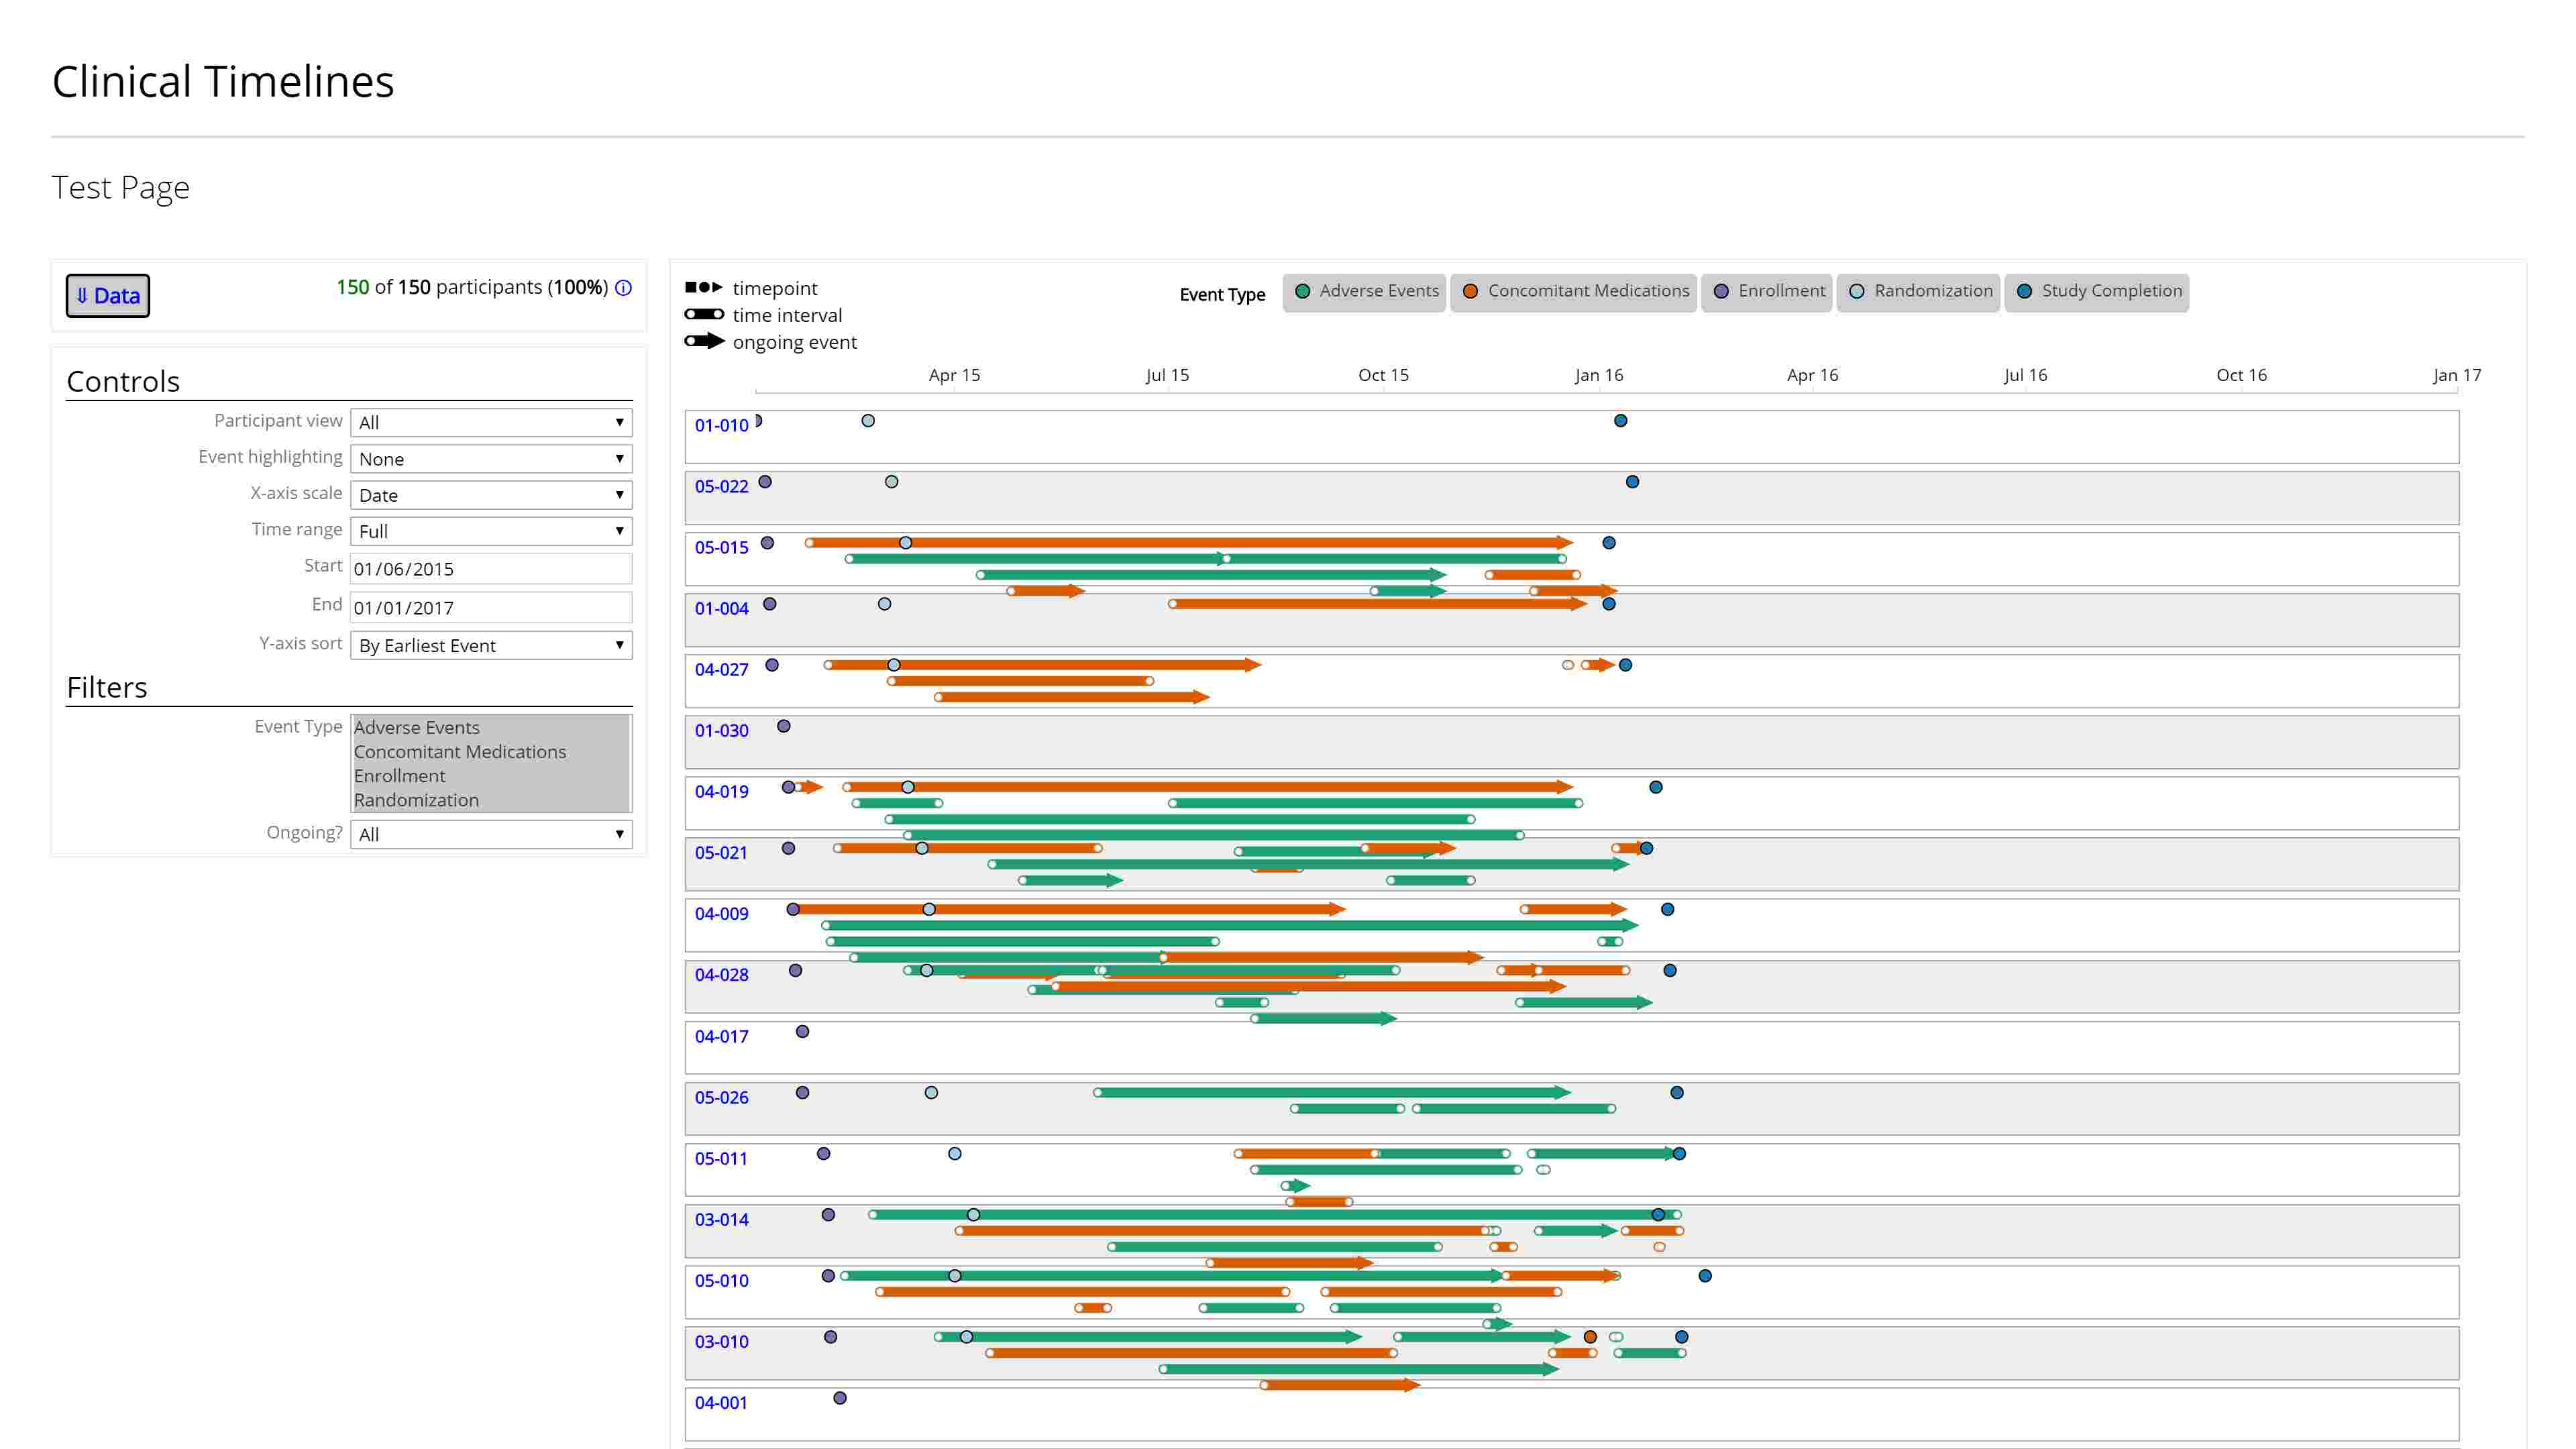 Clinical Timelines
Test Page
⇓ Data
150 of 150 participants (100%) ⓘ
Controls
Participant view All
Event highlighting None
X-axis scale Date
Time range Full
Start 01/06/2015
End 01/01/2017
Y-axis sort By Earliest Event
Filters
Event Type Adverse Events
Concomitant Medications
Enrollment
Randomization
Ongoing? All
timepoint
time interval
ongoing event
Event Type Adverse Events Concomitant Medications Enrollment Randomization Study Completion
Apr 15 Jul 15 Oct 15 Jan 16 Apr 16 Jul 16 Oct 16 Jan 17
01-010
05-022
05-015
01-004
04-027
01-030
04-019
05-021
04-009
04-028
04-017
05-026
05-011
03-014
05-010
03-010
04-001